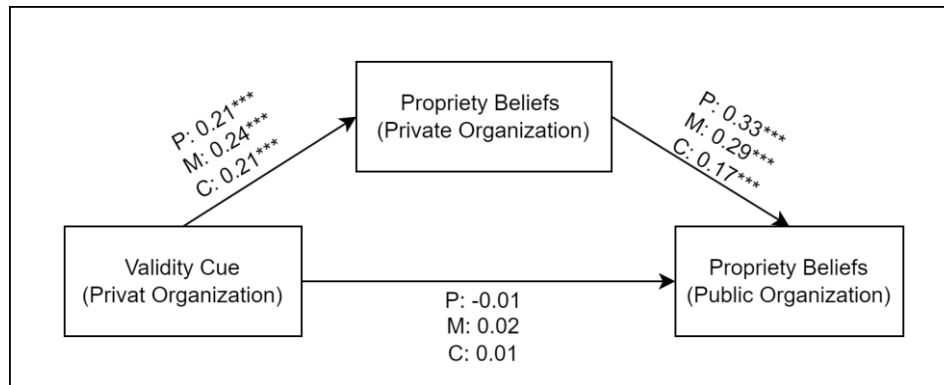 Propriety Beliefs
(Private Organization)
P: 0.21***
M: 0.24***
C: 0.21***
P: 0.33***
M: 0.29***
C: 0.17***
Validity Cue
(Privat Organization)
Propriety Beliefs
(Public Organization)
P: -0.01
M: 0.02
C: 0.01